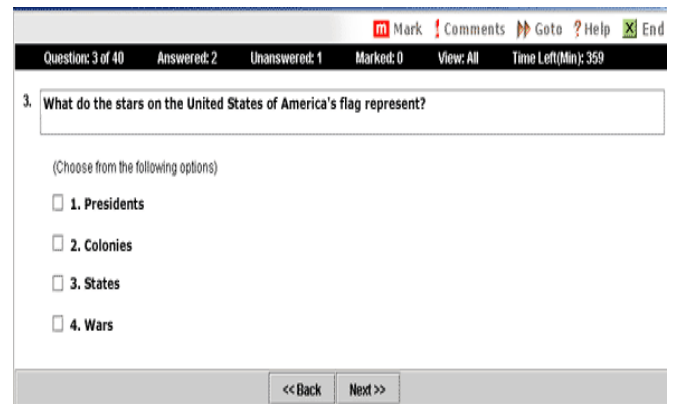 m Mark ! Comments Goto ? Help X End
Question: 3 of 40 Answered: 2 Unanswered: 1 Marked: 0 View: All Time Left(Min): 359
3. What do the stars on the United States of America's flag represent?
(Choose from the following options)
1. Presidents
2. Colonies
3. States
4. Wars
<< Back Next >>